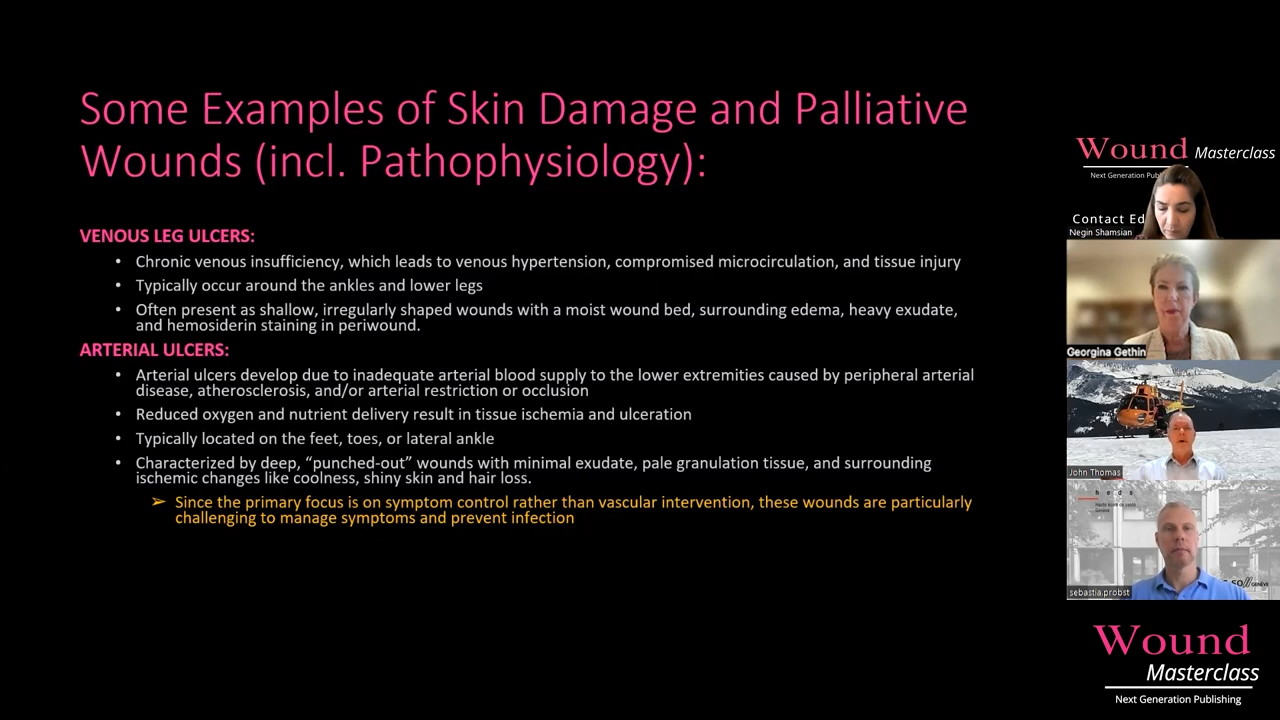 Some Examples of Skin Damage and Palliative
Wounds (incl. Pathophysiology):
VENOUS LEG ULCERS:
• Chronic venous insufficiency, which leads to venous hypertension, compromised microcirculation, and tissue injury
• Typically occur around the ankles and lower legs
• Often present as shallow, irregularly shaped wounds with a moist wound bed, surrounding edema, heavy exudate,
and hemosiderin staining in periwound.
ARTERIAL ULCERS:
• Arterial ulcers develop due to inadequate arterial blood supply to the lower extremities caused by peripheral arterial
disease, atherosclerosis, and/or arterial restriction or occlusion
• Reduced oxygen and nutrient delivery result in tissue ischemia and ulceration
• Typically located on the feet, toes, or lateral ankle
• Characterized by deep, “punched-out” wounds with minimal exudate, pale granulation tissue, and surrounding
ischemic changes like coolness, shiny skin and hair loss.
➢ Since the primary focus is on symptom control rather than vascular intervention, these wounds are particularly
challenging to manage symptoms and prevent infection
Wound Masterclass
Next Generation Publ
Contact Ed
Negin Shamsian
Georgina Gethin
John Thomas
h e d s
sebastia.probst
GENÈVE
Wound
Masterclass
Next Generation Publishing